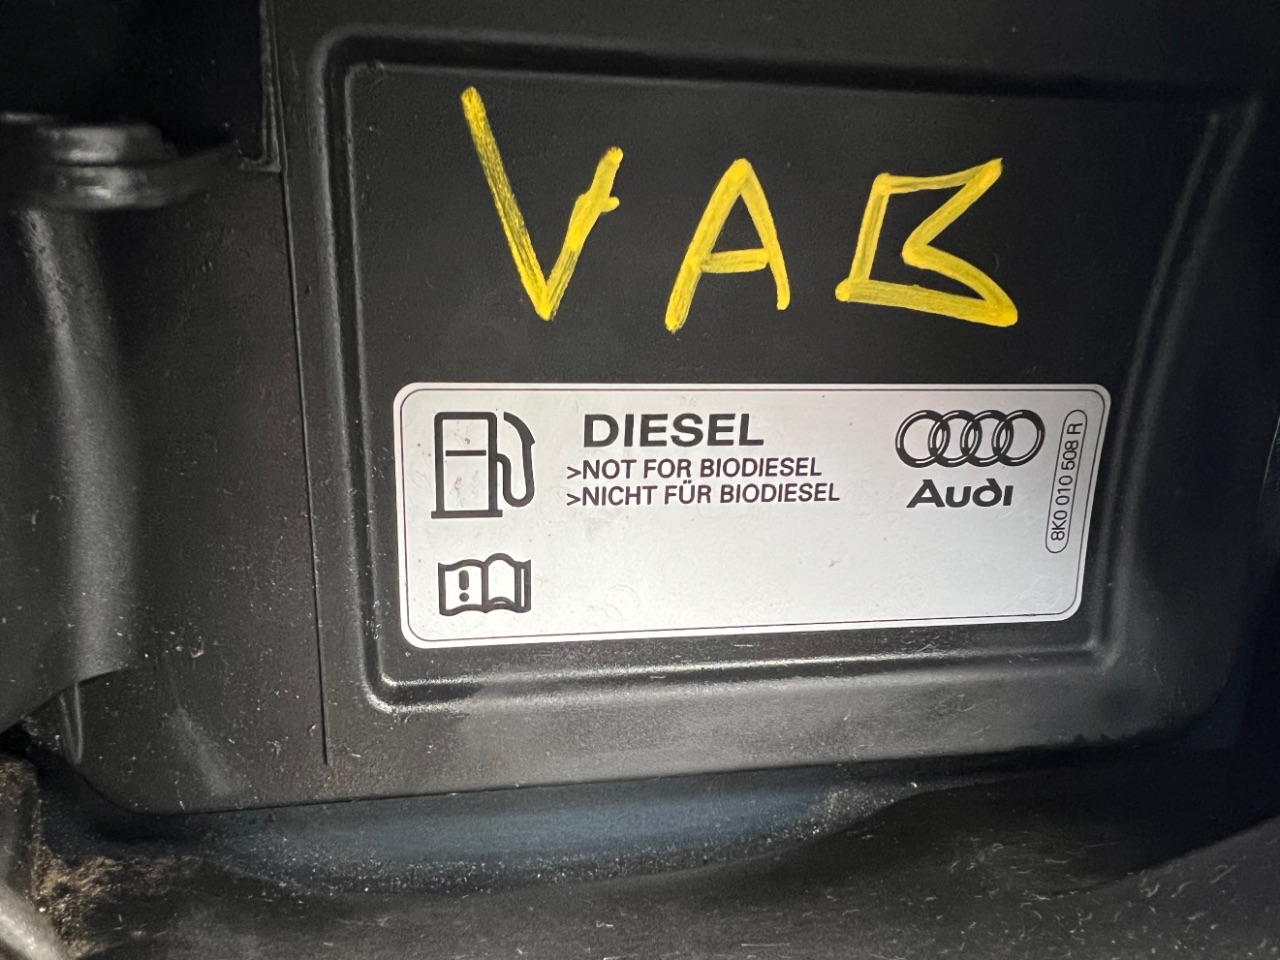 VAB
DIESEL
>NOT FOR BIODIESEL
>NICHT FÜR BIODIESEL
Audi
8K0 010 508 R